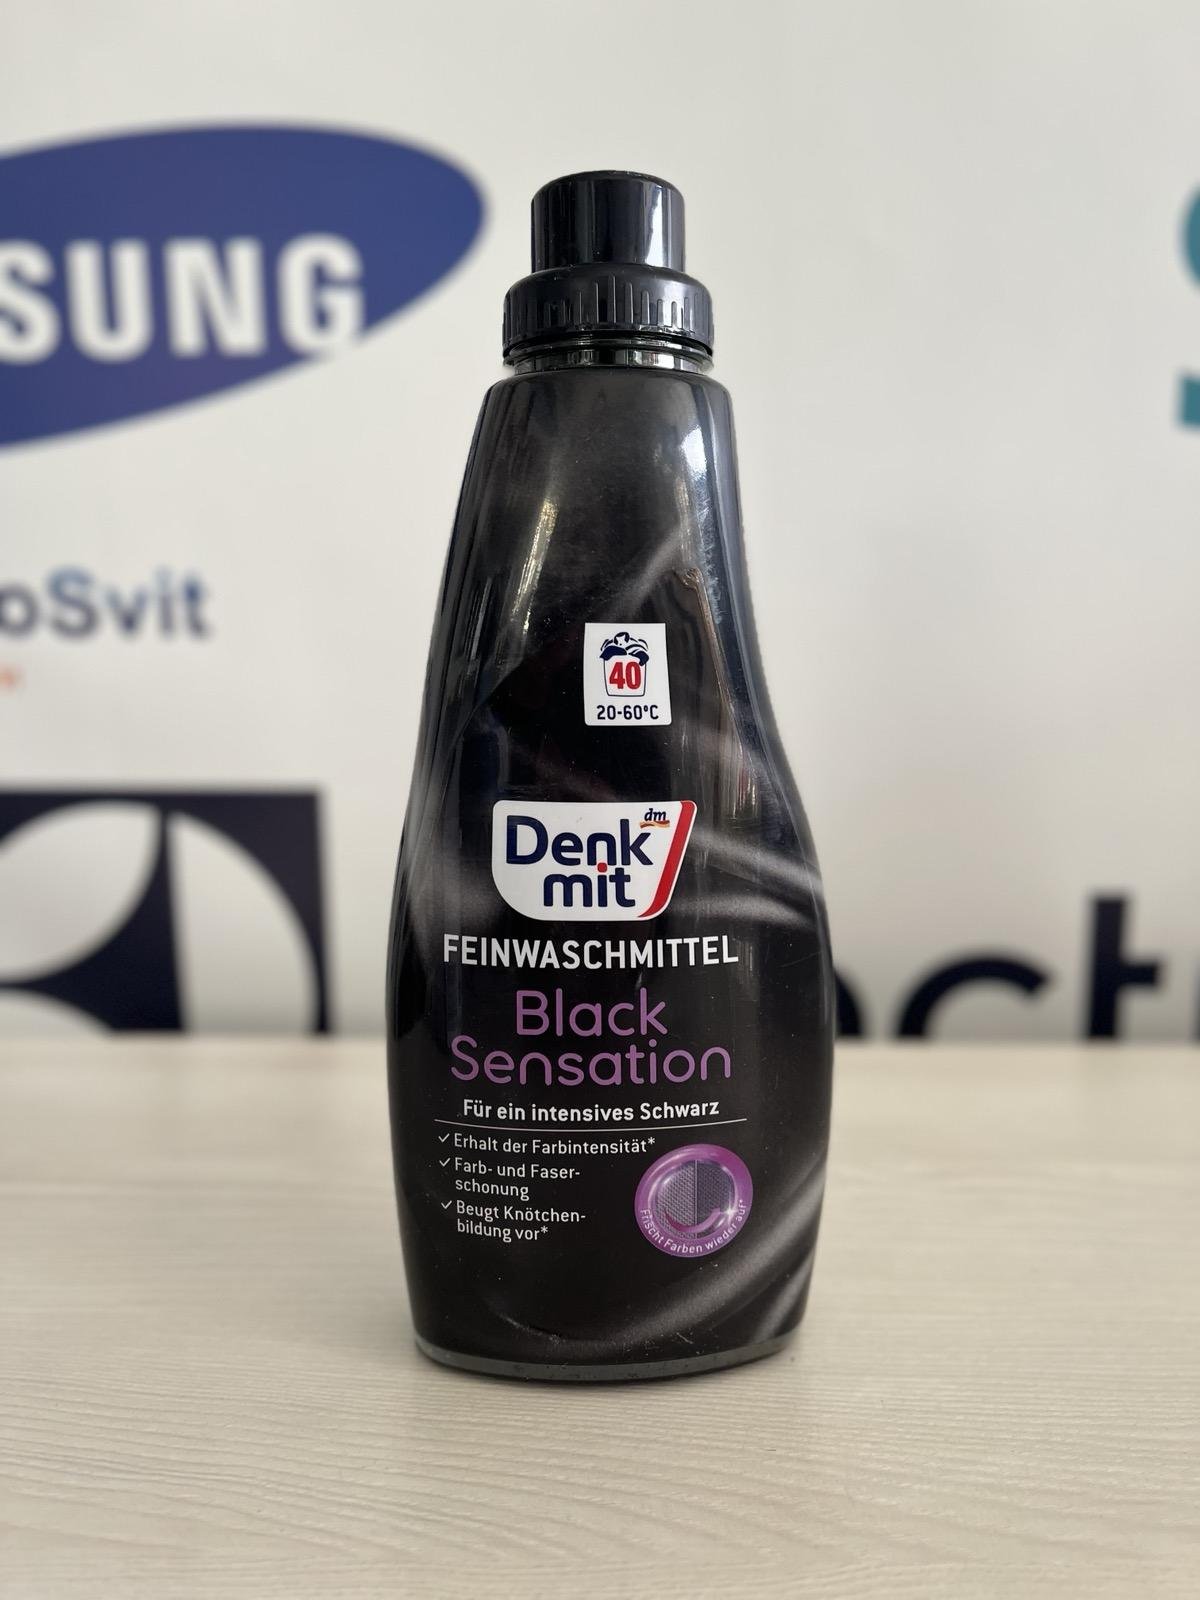 SUNG
oSvit
40
20-60°C
dm
Denk
mit
FEINWASCHMITTEL
Black
Sensation
Für ein intensives Schwarz
✓ Erhalt der Farbintensität*
✓ Farb- und Faser-
schonung
✓ Beugt Knötchen-
bildung vor*
Frischt Farben wieder auf*